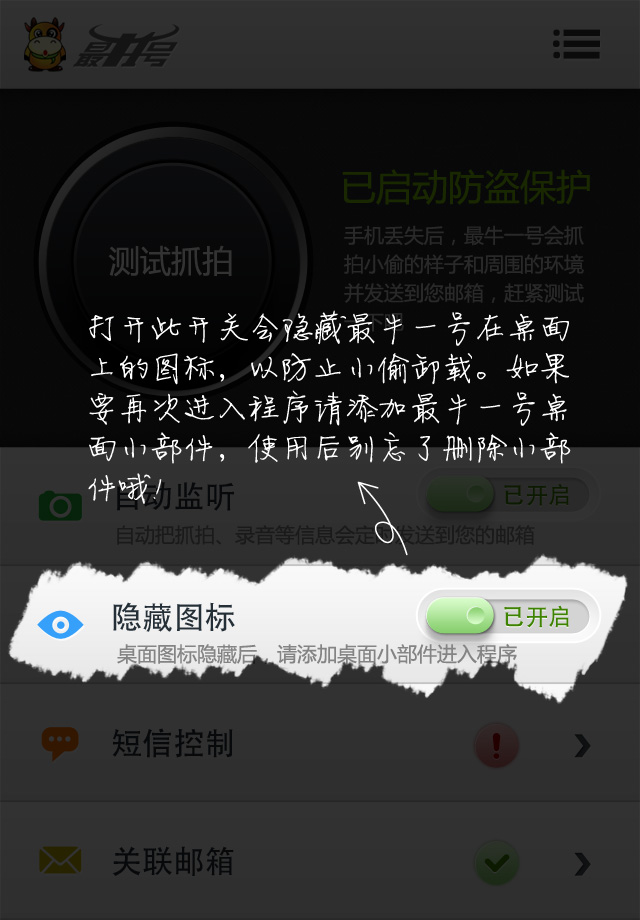 最牛号
已启动防盗保护
测试抓拍
手机丢失后，最牛一号会抓
拍小偷的样子和周围的环境
并发送到您邮箱，赶紧测试
打开此开关会隐藏最牛一号在桌面
上的图标，以防止小偷卸载。如果
要再次进入程序请添加最牛一号桌
面小部件，使用后别忘了删除小部
件哦！
自动监听
已开启
自动把抓拍、录音等信息会定时发送到您的邮箱
隐藏图标
已开启
桌面图标隐藏后，请添加桌面小部件进入程序
短信控制
关联邮箱